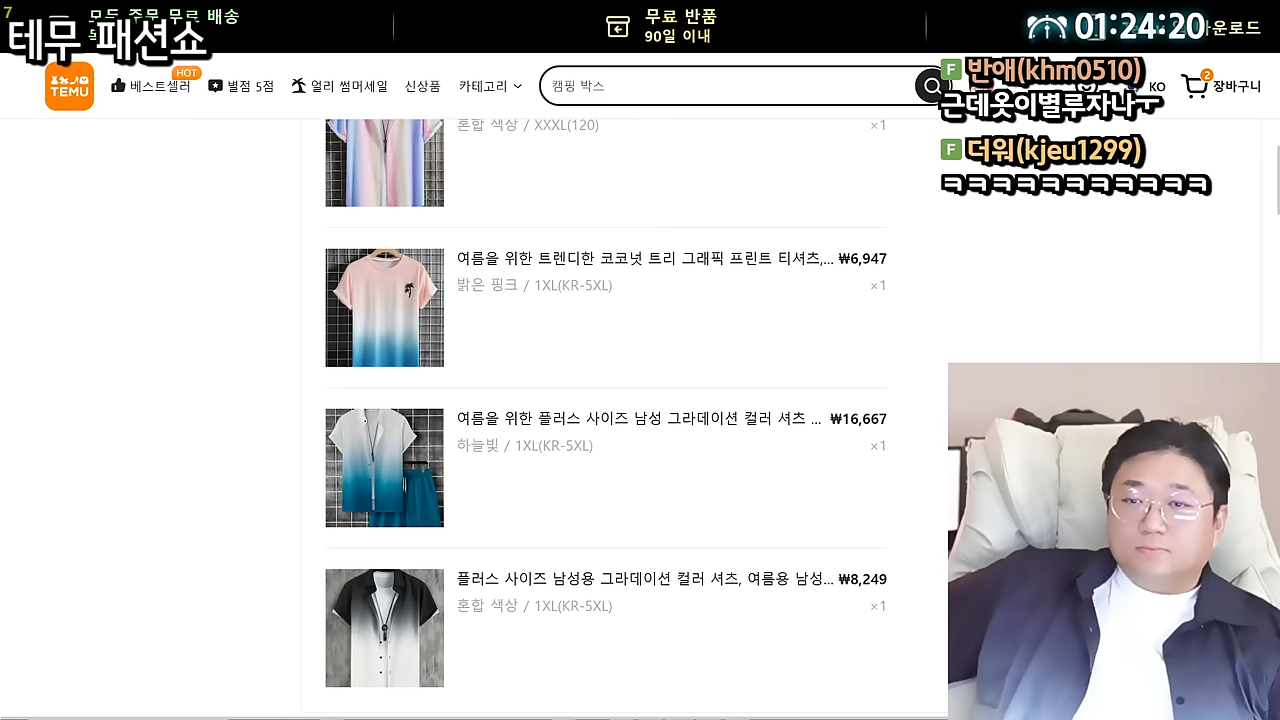 7
모두 주문 무료 배송
테무 패션쇼
무료 반품
90일 이내
01:24:20
운로드
TEMU
베스트셀러
HOT
별점 5점
얼리 썸머세일
신상품
카테고리
캠핑 박스
KO
2
장바구니
F 반애(khm0510)
근데옷이별루자나ㅜ
F 더워(kjeu1299)
ㅋㅋㅋㅋㅋㅋㅋㅋㅋㅋㅋ
혼합 색상 / XXXL(120) ×1
여름을 위한 트렌디한 코코넛 트리 그래픽 프린트 티셔츠,... ₩6,947
밝은 핑크 / 1XL(KR-5XL) ×1
여름을 위한 플러스 사이즈 남성 그라데이션 컬러 셔츠 ... ₩16,667
하늘빛 / 1XL(KR-5XL) ×1
플러스 사이즈 남성용 그라데이션 컬러 셔츠, 여름용 남성... ₩8,249
혼합 색상 / 1XL(KR-5XL) ×1